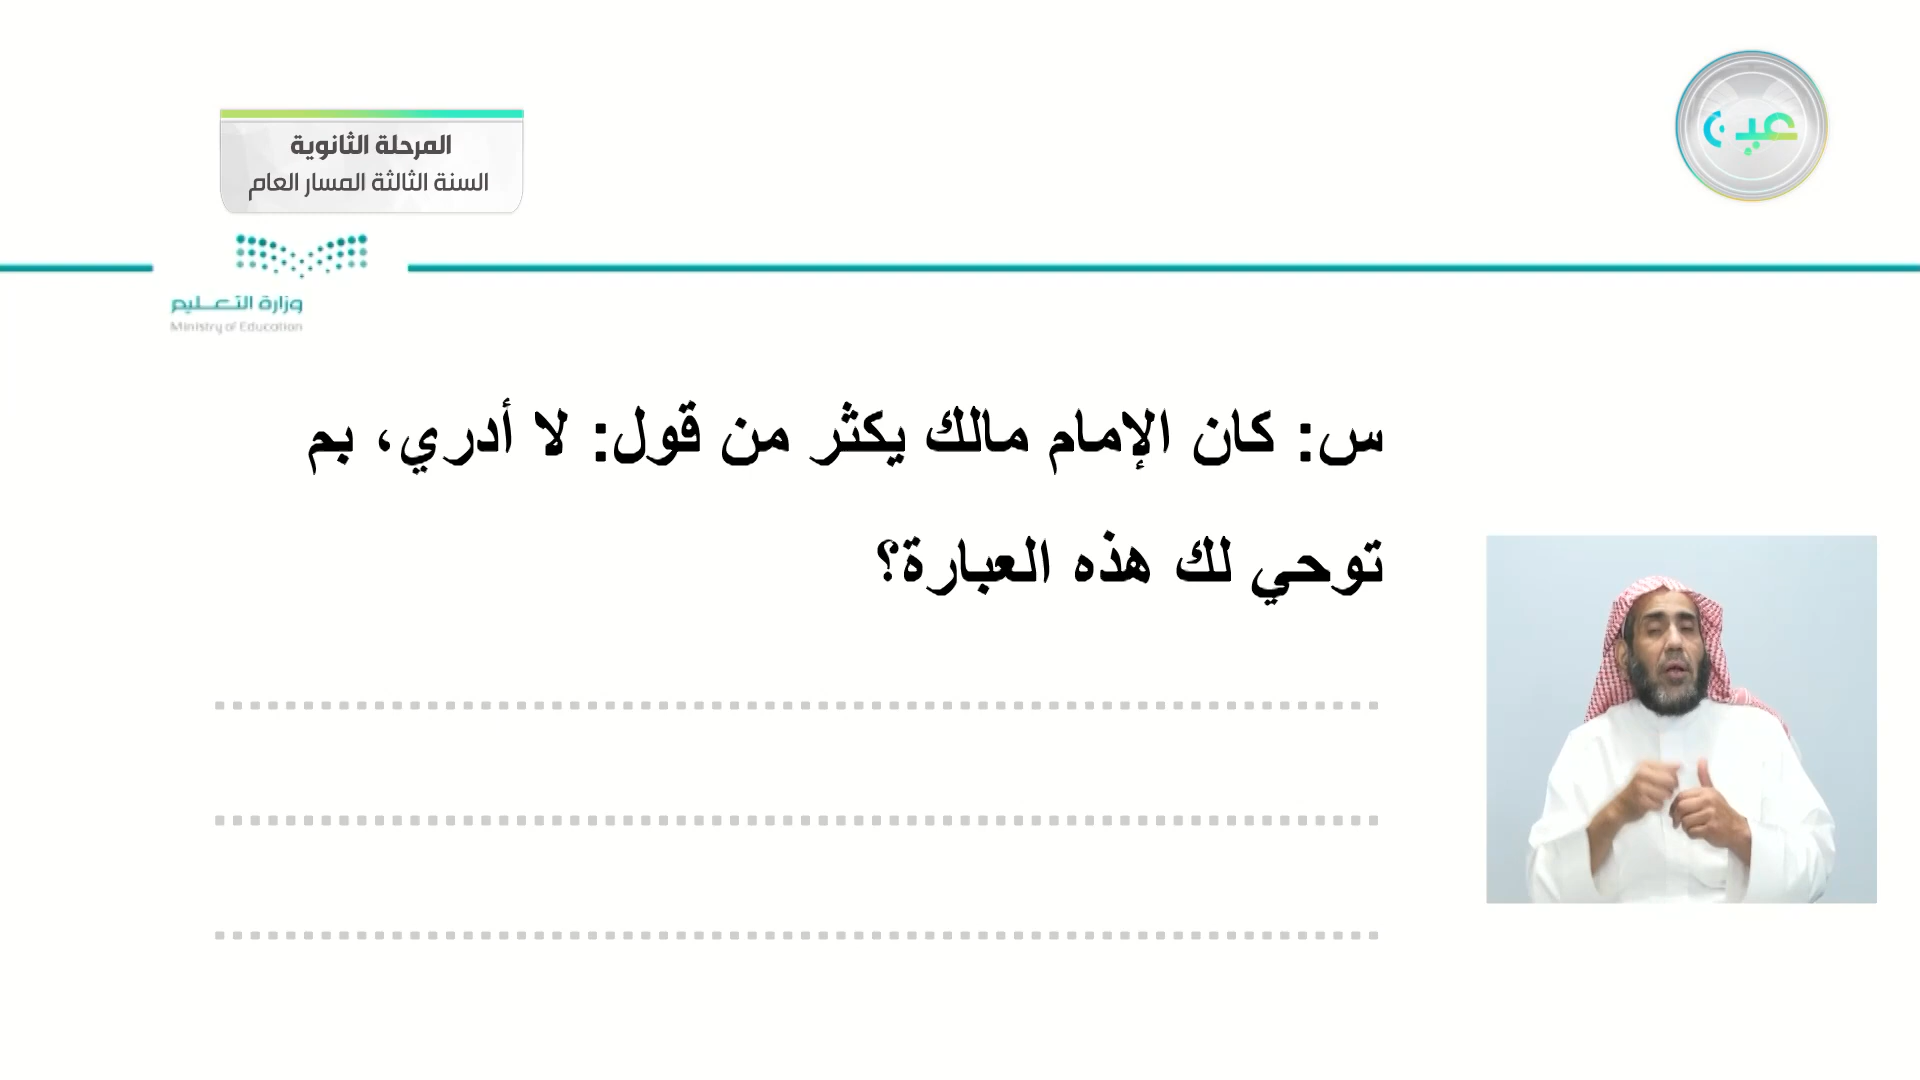 عين
المرحلة الثانوية
السنة الثالثة المسار العام
وزارة التعليم
Ministry of Education
س: كان الإمام مالك يكثر من قول: لا أدري، بم
توحي لك هذه العبارة؟